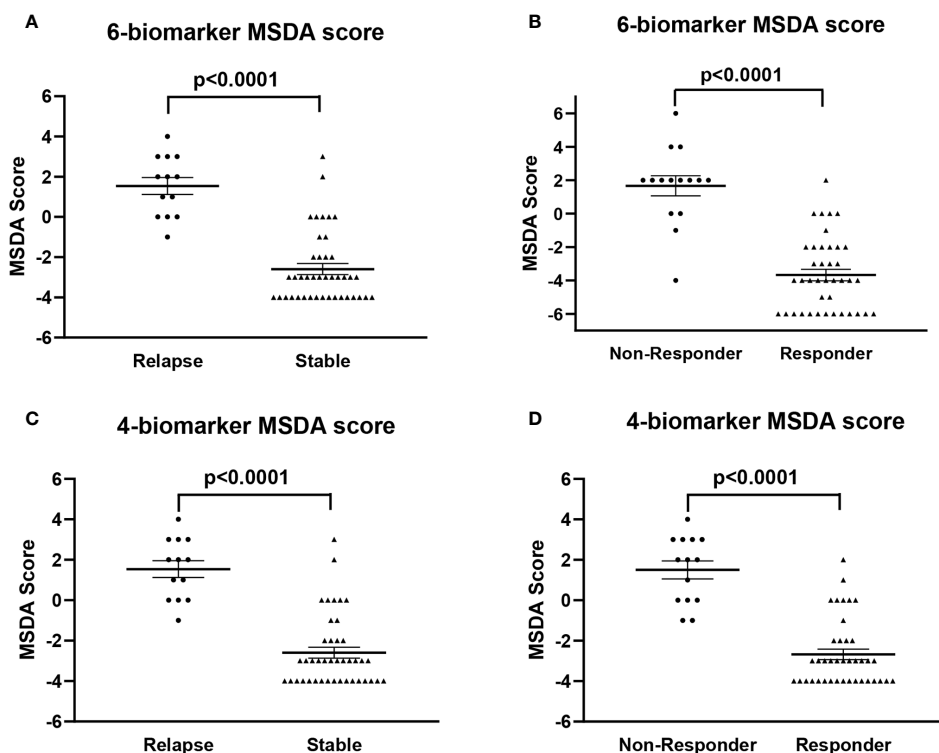 A
6-biomarker MSDA score
p<0.0001
MSDA Score
6
4
2
0
-2
-4
-6
Relapse
Stable
B
6-biomarker MSDA score
p<0.0001
MSDA Score
6
4
2
0
-2
-4
-6
Non-Responder
Responder
C
4-biomarker MSDA score
p<0.0001
MSDA Score
6
4
2
0
-2
-4
-6
Relapse
Stable
D
4-biomarker MSDA score
p<0.0001
MSDA Score
6
4
2
0
-2
-4
-6
Non-Responder
Responder